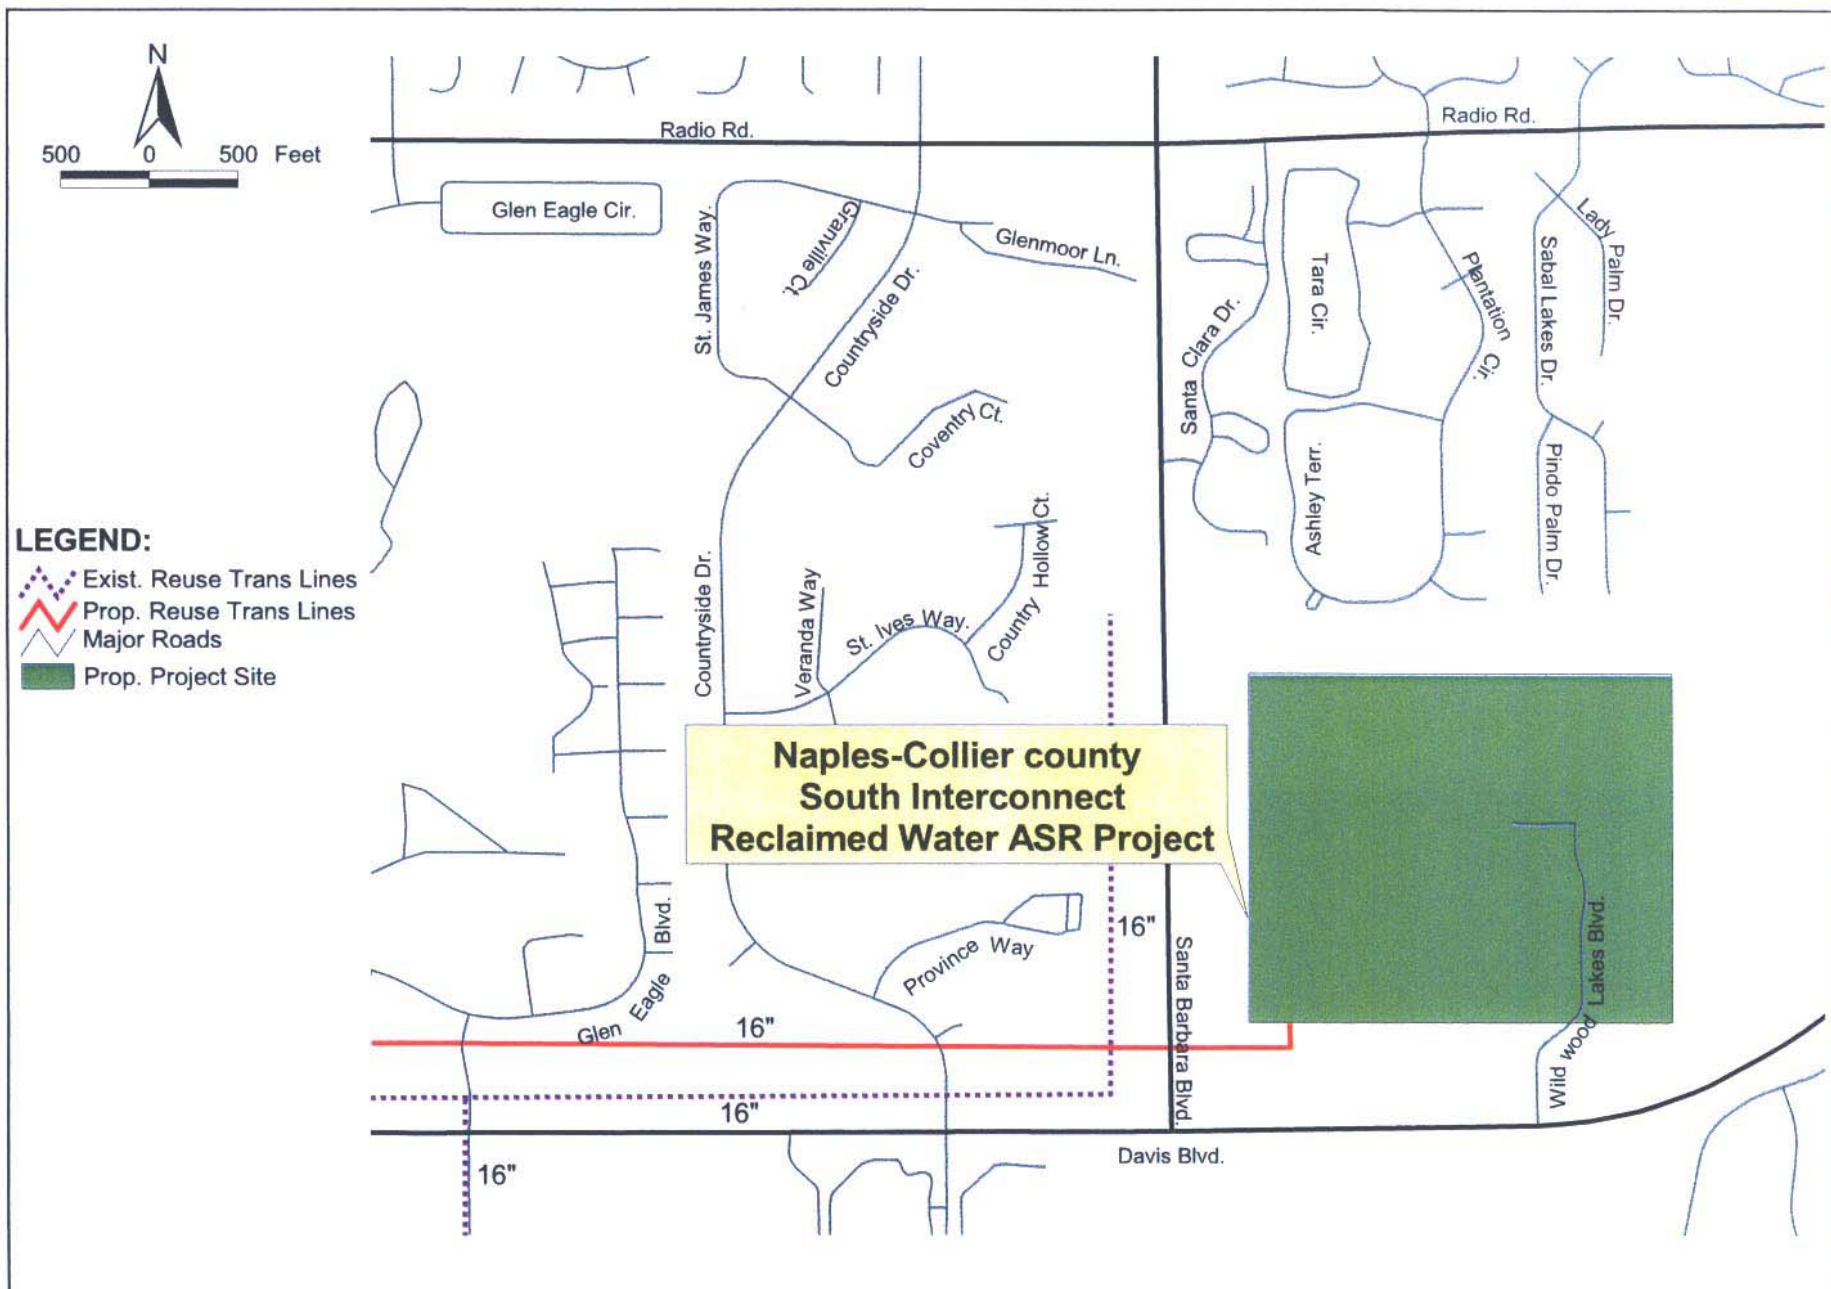 N
500 0 500 Feet
Radio Rd.
Radio Rd.
Glen Eagle Cir.
St. James Way.
Granville Ct.
Countryside Dr.
Glenmoor Ln.
Santa Clara Dr.
Tara Cir.
Plantation Cir.
Sabal Lakes Dr.
Lady Palm Dr.
Coventry Ct.
Ashley Terr.
Pindo Palm Dr.
LEGEND:
Exist. Reuse Trans Lines
Prop. Reuse Trans Lines
Major Roads
Prop. Project Site
Countryside Dr.
Veranda Way
St. Ives Way.
Country Hollow Ct.
Naples-Collier county
South Interconnect
Reclaimed Water ASR Project
Glen Eagle Blvd.
Province Way
16"
Santa Barbara Blvd.
Wild wood Lakes Blvd.
16"
16"
16"
Davis Blvd.